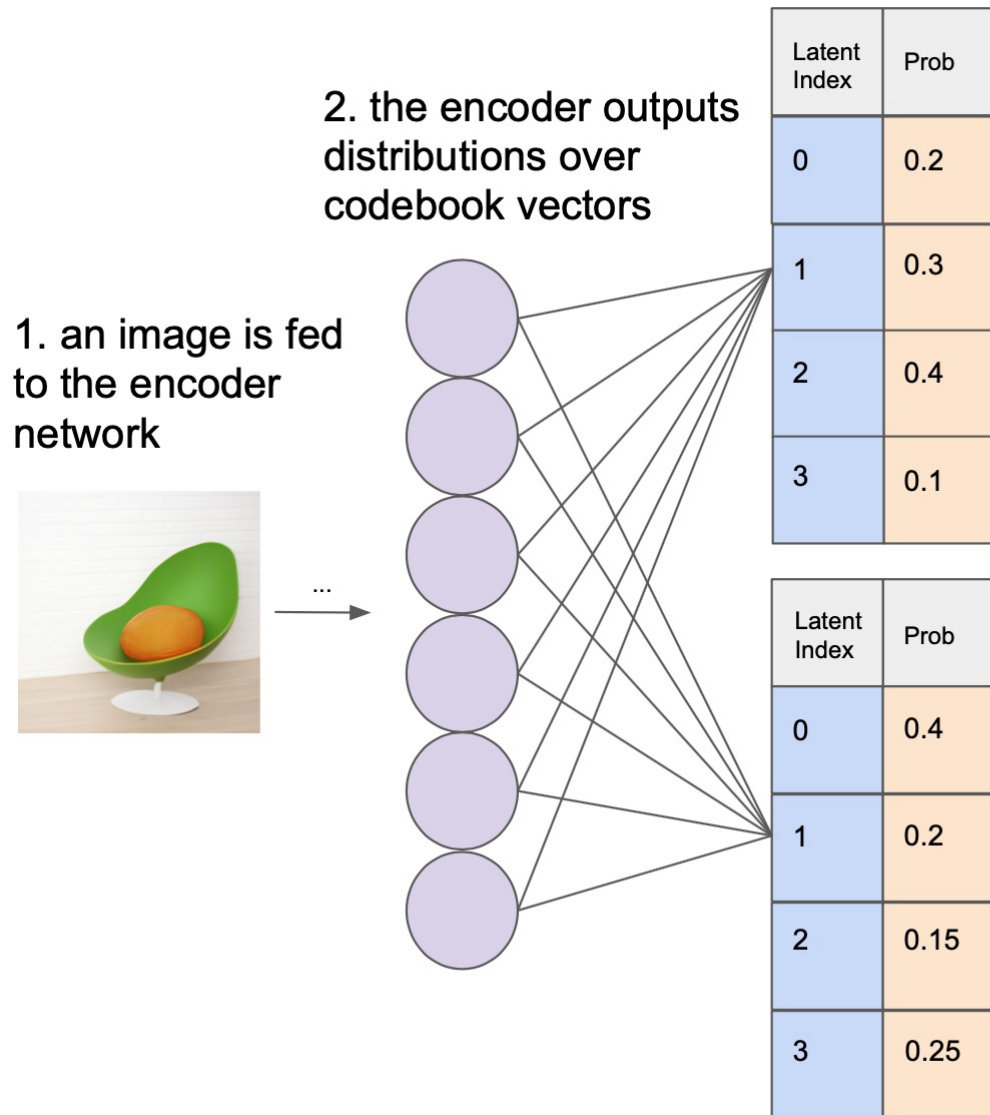 1. an image is fed
to the encoder
network
...
2. the encoder outputs
distributions over
codebook vectors
Latent
Index
Prob
0 0.2
1 0.3
2 0.4
3 0.1
Latent
Index
Prob
0 0.4
1 0.2
2 0.15
3 0.25